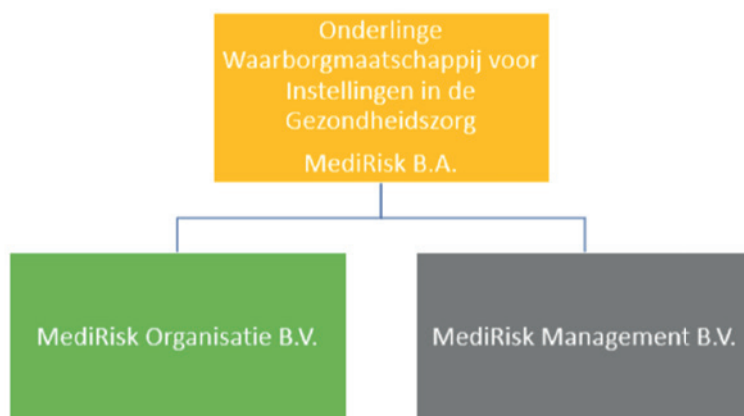 Onderlinge
Waarborgmaatschappij voor
Instellingen in de
Gezondheidszorg
MediRisk B.A.
MediRisk Organisatie B.V.
MediRisk Management B.V.